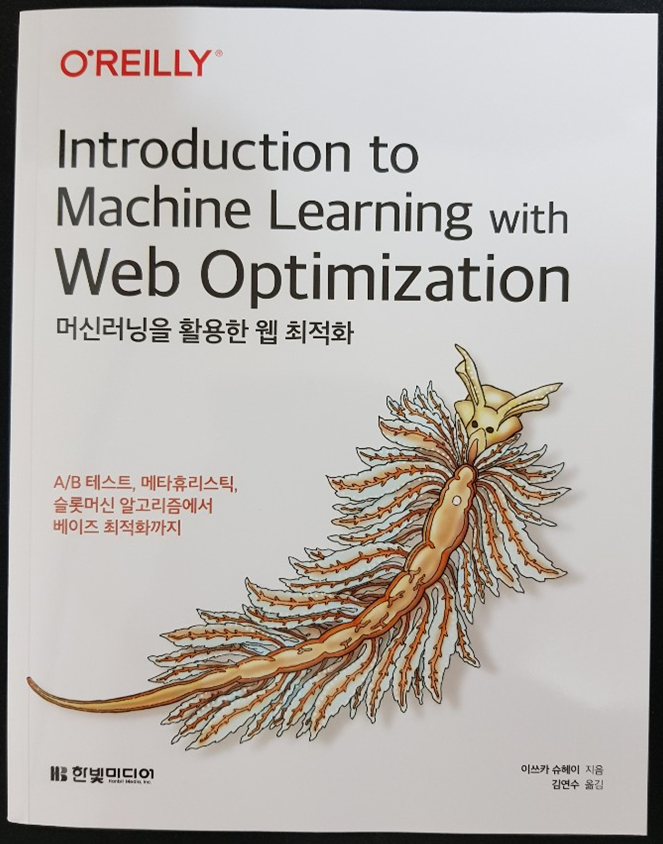 O'REILLY®
Introduction to
Machine Learning with
Web Optimization
머신러닝을 활용한 웹 최적화
A/B 테스트, 메타휴리스틱,
슬롯머신 알고리즘에서
베이즈 최적화까지
한빛미디어
Hanbit Media, Inc.
이쓰카 슈헤이 지음
김연수 옮김